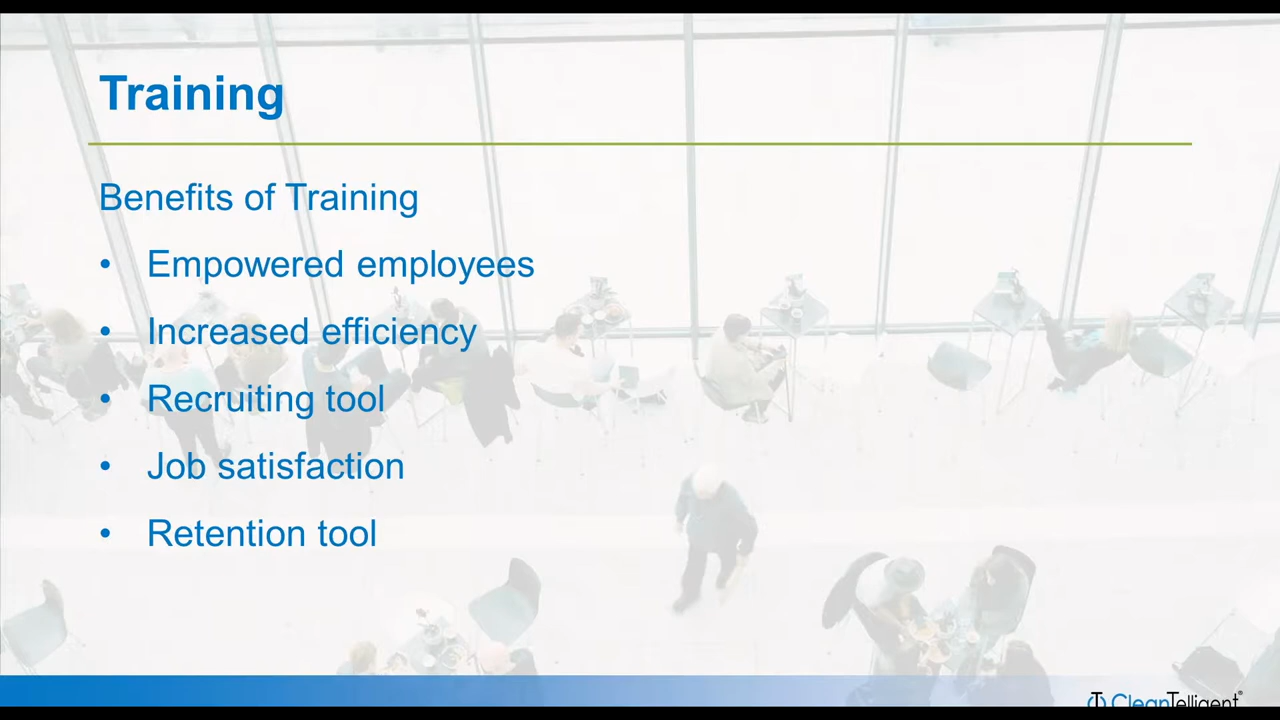 Training
Benefits of Training
• Empowered employees
• Increased efficiency
• Recruiting tool
• Job satisfaction
• Retention tool
CleanTelligent®